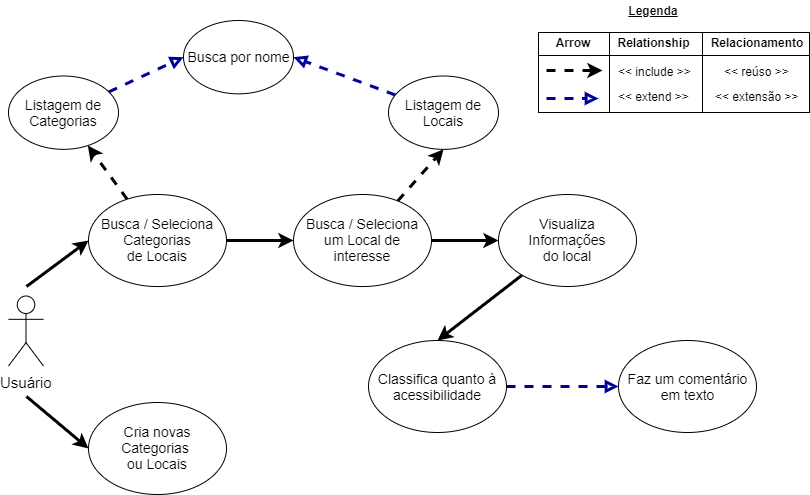 Legenda
Arrow Relationship Relacionamento
<< include >> << reúso >>
<< extend >> << extensão >>
Busca por nome
Listagem de
Categorias
Listagem de
Locais
Busca / Seleciona
Categorias
de Locais
Busca / Seleciona
um Local de
interesse
Visualiza
Informações
do local
Usuário
Classifica quanto à
acessibilidade
Faz um comentário
em texto
Cria novas
Categorias
ou Locais